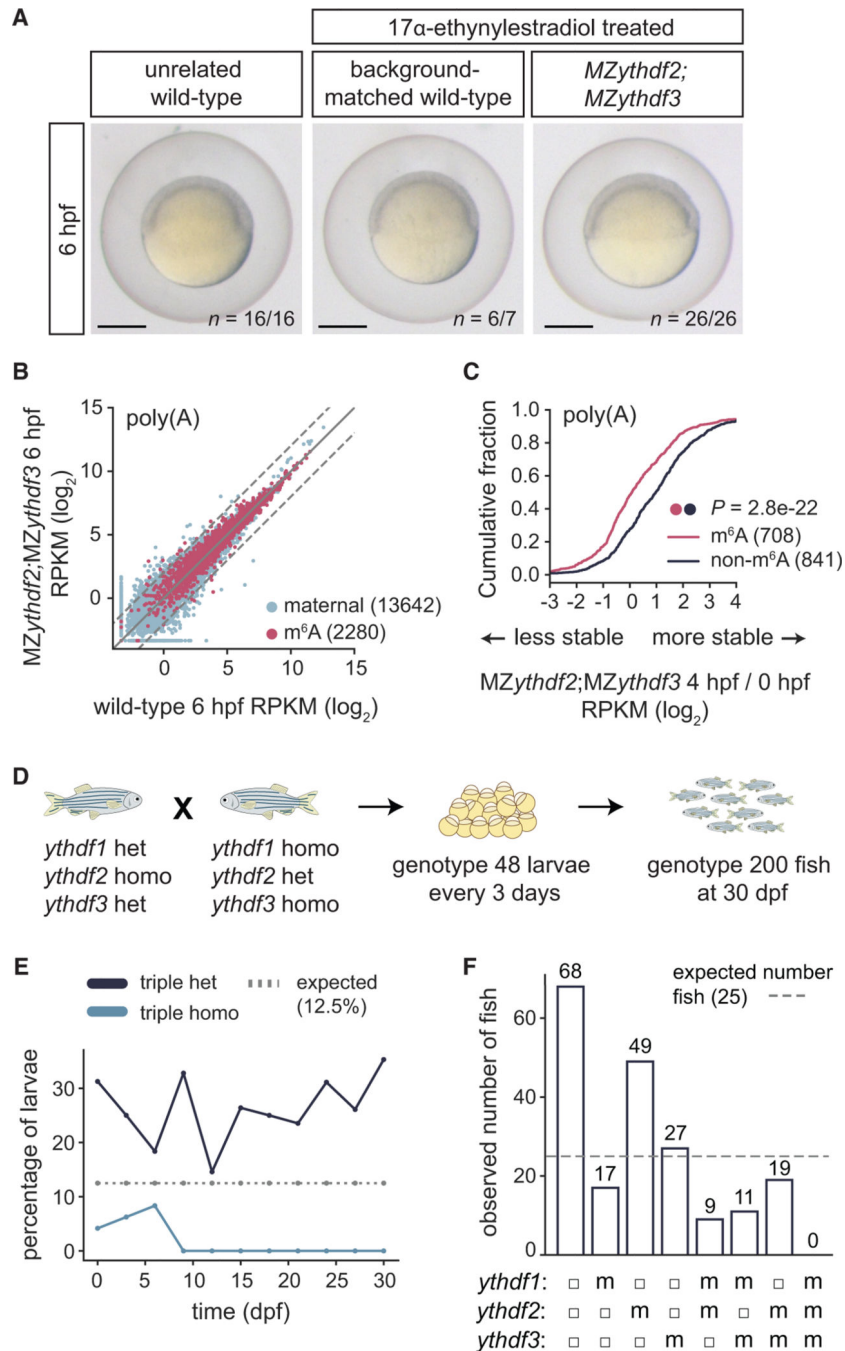 A
17α-ethynylestradiol treated
unrelated
wild-type
background-
matched wild-type
MZythdf2;
MZythdf3
6 hpf
n = 16/16
n = 6/7
n = 26/26
B
MZythdf2;MZythdf3 6 hpf
RPKM (log₂)
15
10
5
0
poly(A)
maternal (13642)
m⁶A (2280)
0
5
10
15
wild-type 6 hpf RPKM (log₂)
C
Cumulative fraction
1.0
0.8
0.6
0.4
0.2
0.0
poly(A)
P = 2.8e-22
m⁶A (708)
non-m⁶A (841)
-3
-2
-1
0
1
2
3
4
← less stable
more stable →
MZythdf2;MZythdf3 4 hpf / 0 hpf
RPKM (log₂)
D
X
ythdf1 het
ythdf2 homo
ythdf3 het
ythdf1 homo
ythdf2 het
ythdf3 homo
genotype 48 larvae
every 3 days
genotype 200 fish
at 30 dpf
E
triple het
triple homo
expected
(12.5%)
percentage of larvae
30
20
10
0
0
5
10
15
20
25
30
time (dpf)
F
observed number of fish
60
40
20
0
expected number
fish (25)
68
17
49
27
9
11
19
0
ythdf1: □ m □ □ m m □ m
ythdf2: □ □ m □ m □ m m
ythdf3: □ □ □ m □ m m m